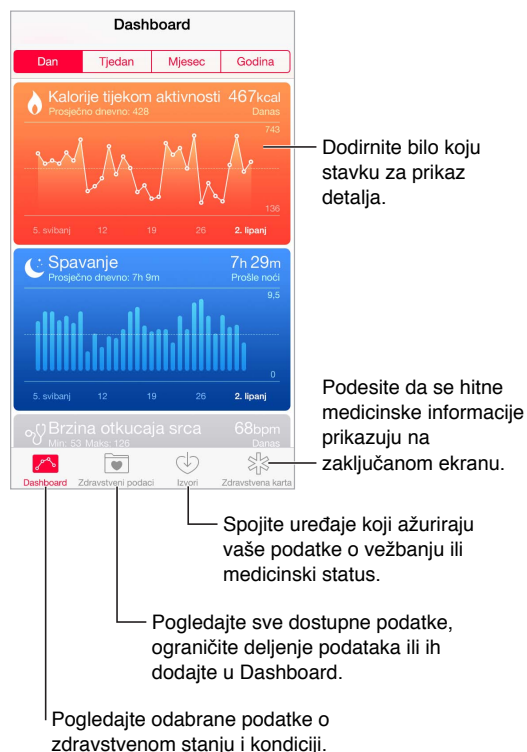 Dashboard
Dan Tjedan Mjesec Godina
Kalorije tijekom aktivnosti 467kcal
Prosječno dnevno: 428 Danas
743
136
5. svibanj 12 19 26 2. lipanj
Spavanje 7h 29m
Prosječno dnevno: 7h 9m Prošle noći
9,5
0
5. svibanj 12 19 26 2. lipanj
Brzina otkucaja srca 68bpm
Min: 53 Maks: 126 Danas
Dashboard Zdravstveni podaci Izvori Zdravstvena karta
Dodirnite bilo koju
stavku za prikaz
detalja.
Podesite da se hitne
medicinske informacije
prikazuju na
zaključanom ekranu.
Spojite uređaje koji ažuriraju
vaše podatke o vežbanju ili
medicinski status.
Pogledajte sve dostupne podatke,
ograničite deljenje podataka ili ih
dodajte u Dashboard.
Pogledajte odabrane podatke o
zdravstvenom stanju i kondiciji.